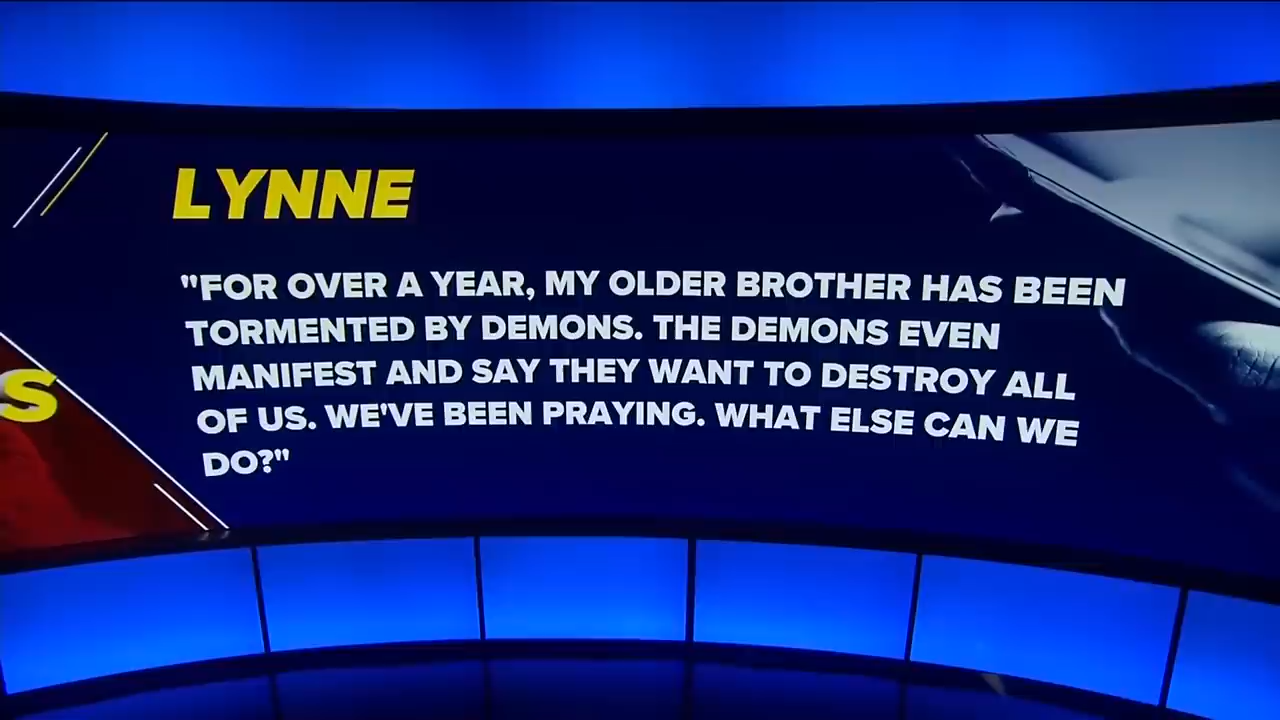 LYNNE
"FOR OVER A YEAR, MY OLDER BROTHER HAS BEEN
TORMENTED BY DEMONS. THE DEMONS EVEN
MANIFEST AND SAY THEY WANT TO DESTROY ALL
OF US. WE'VE BEEN PRAYING. WHAT ELSE CAN WE
DO?"
S